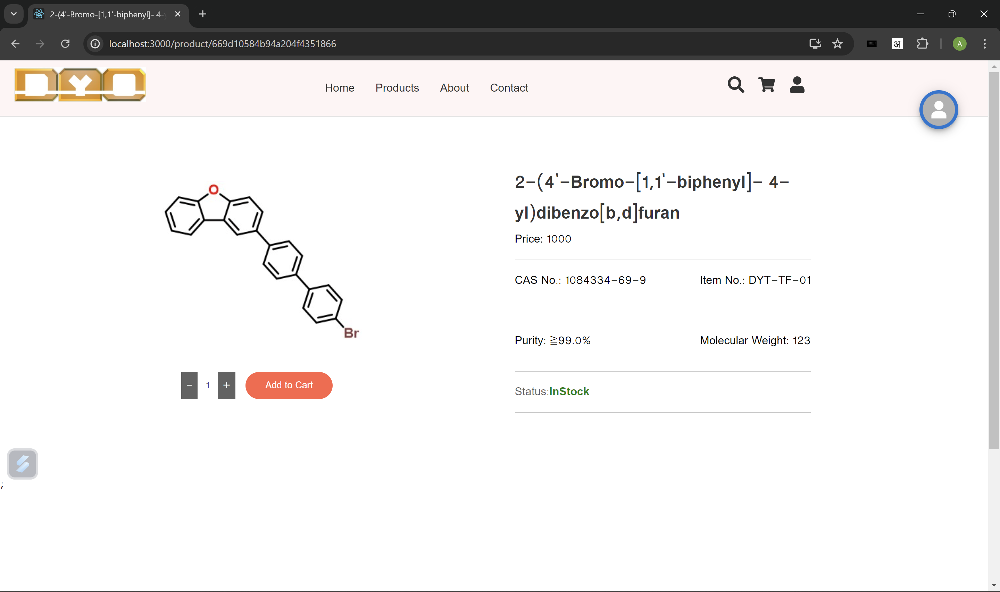 2-(4'-Bromo-[1,1'-biphenyl]- 4-
localhost:3000/product/669d10584b94a204f4351866
अ
A
DYO
Home Products About Contact
O
Br
2-(4'-Bromo-[1,1'-biphenyl]- 4-
yl)dibenzo[b,d]furan
Price: 1000
CAS No.: 1084334-69-9 Item No.: DYT-TF-01
Purity: ≧99.0% Molecular Weight: 123
- 1 + Add to Cart
Status:InStock
;